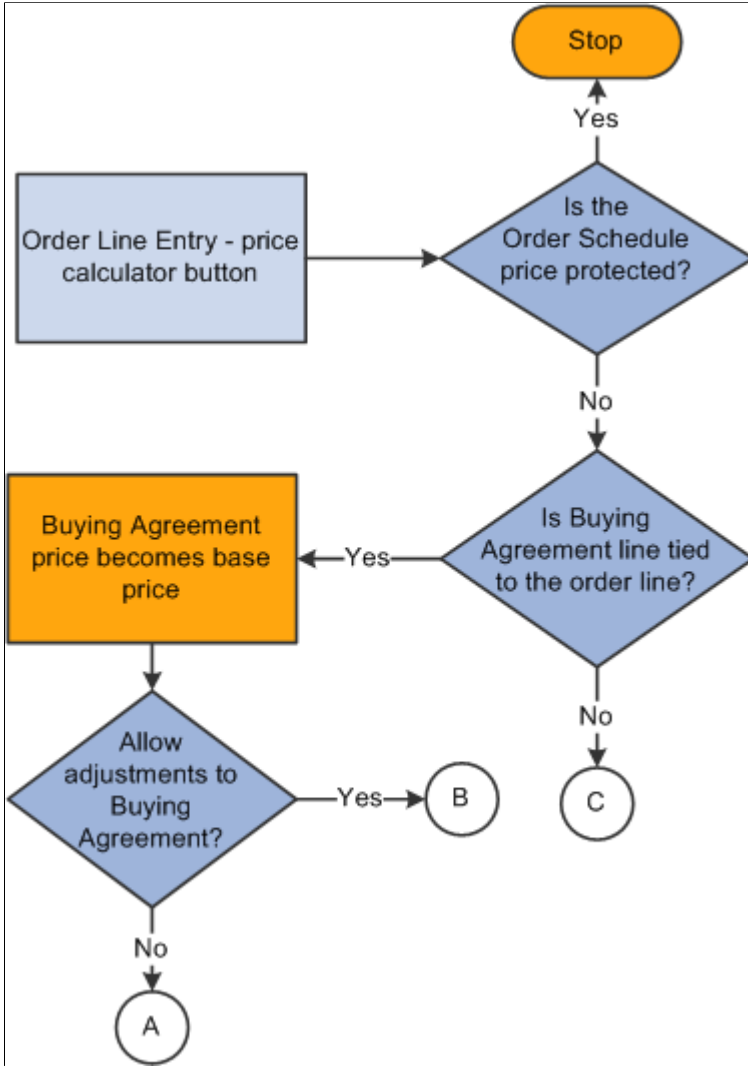 Stop
Yes
Order Line Entry - price
calculator button
Is the
Order Schedule
price protected?
No
Buying Agreement
price becomes base
price
Yes
Is Buying
Agreement line tied
to the order line?
No
Allow
adjustments to
Buying
Agreement?
Yes
B
C
No
A